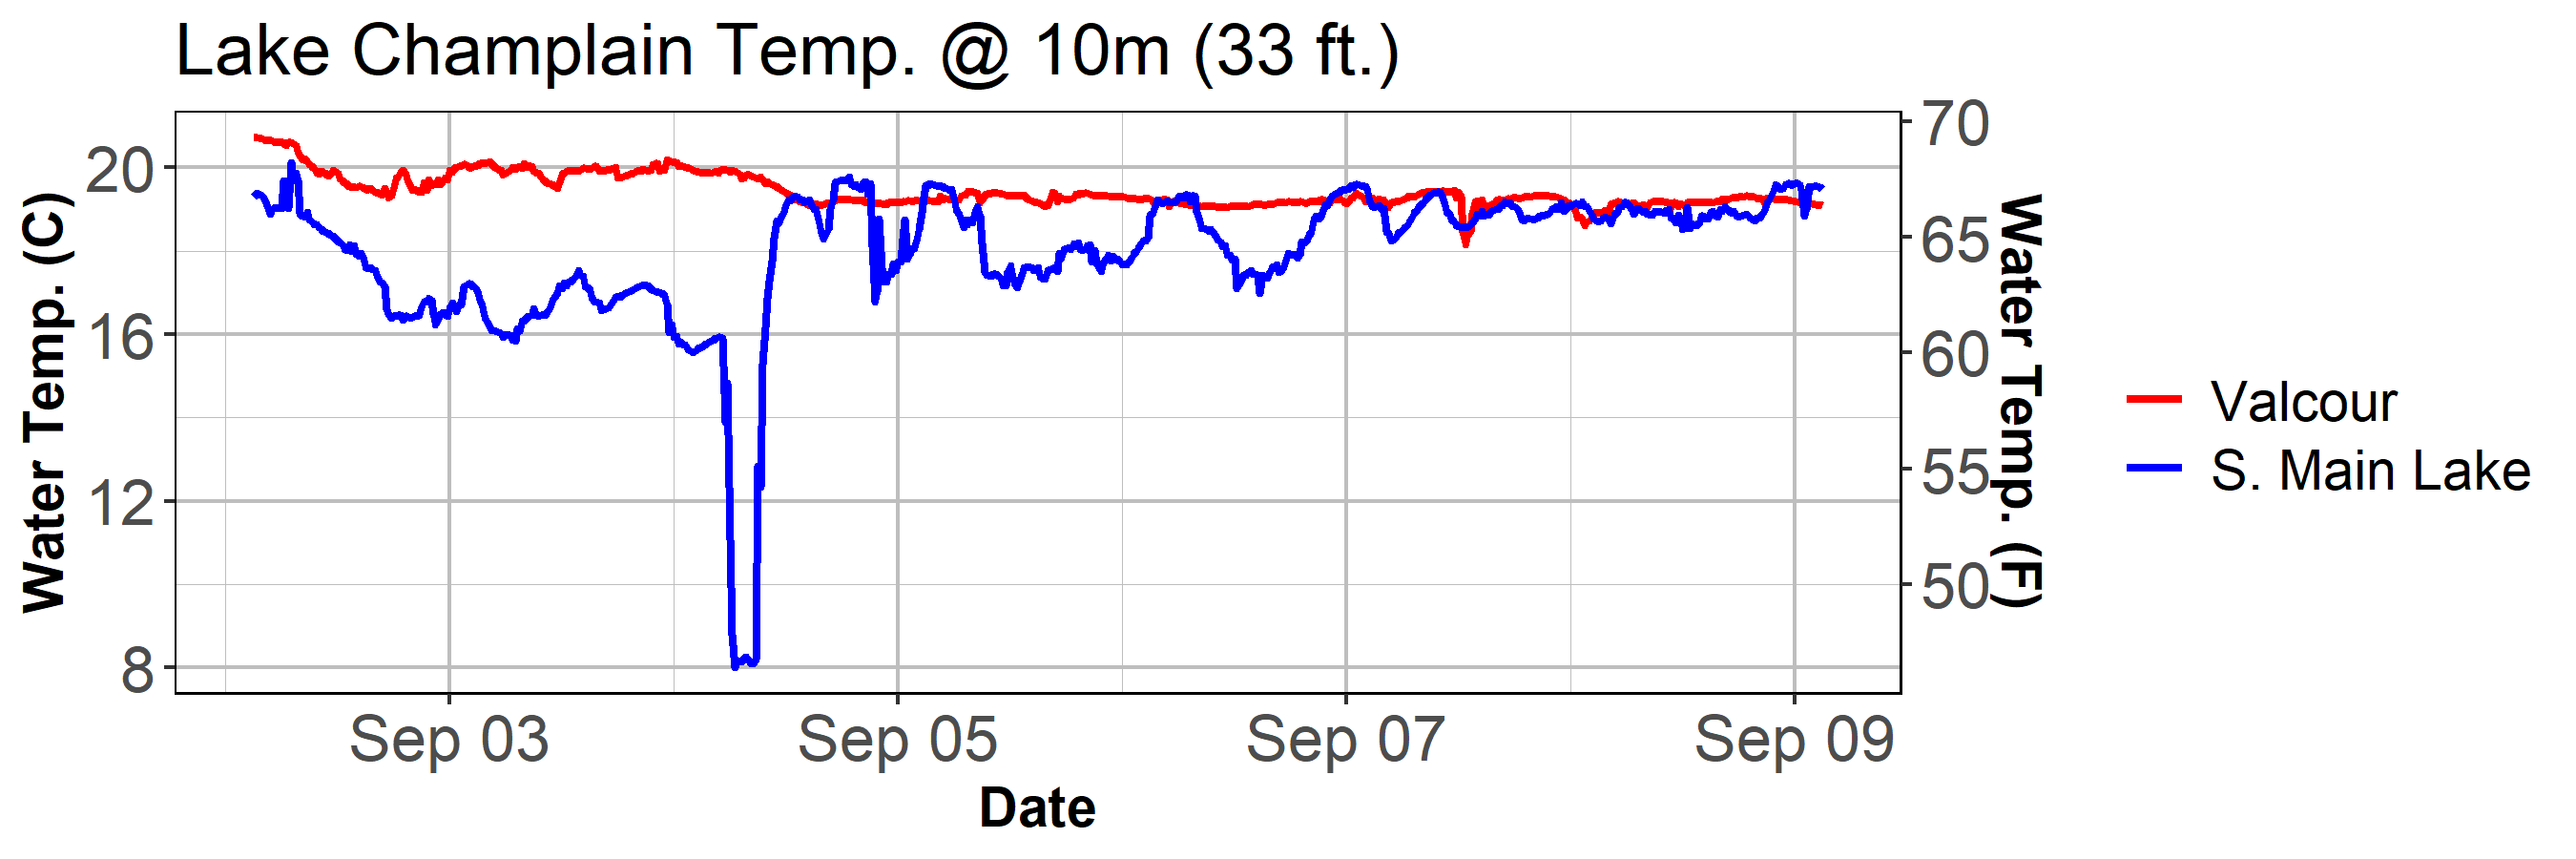 Lake Champlain Temp. @ 10m (33 ft.)
Water Temp. (C)
20
16
12
8
70
65
60
55
50
Water Temp. (F)
Sep 03
Sep 05
Sep 07
Sep 09
Date
Valcour
S. Main Lake